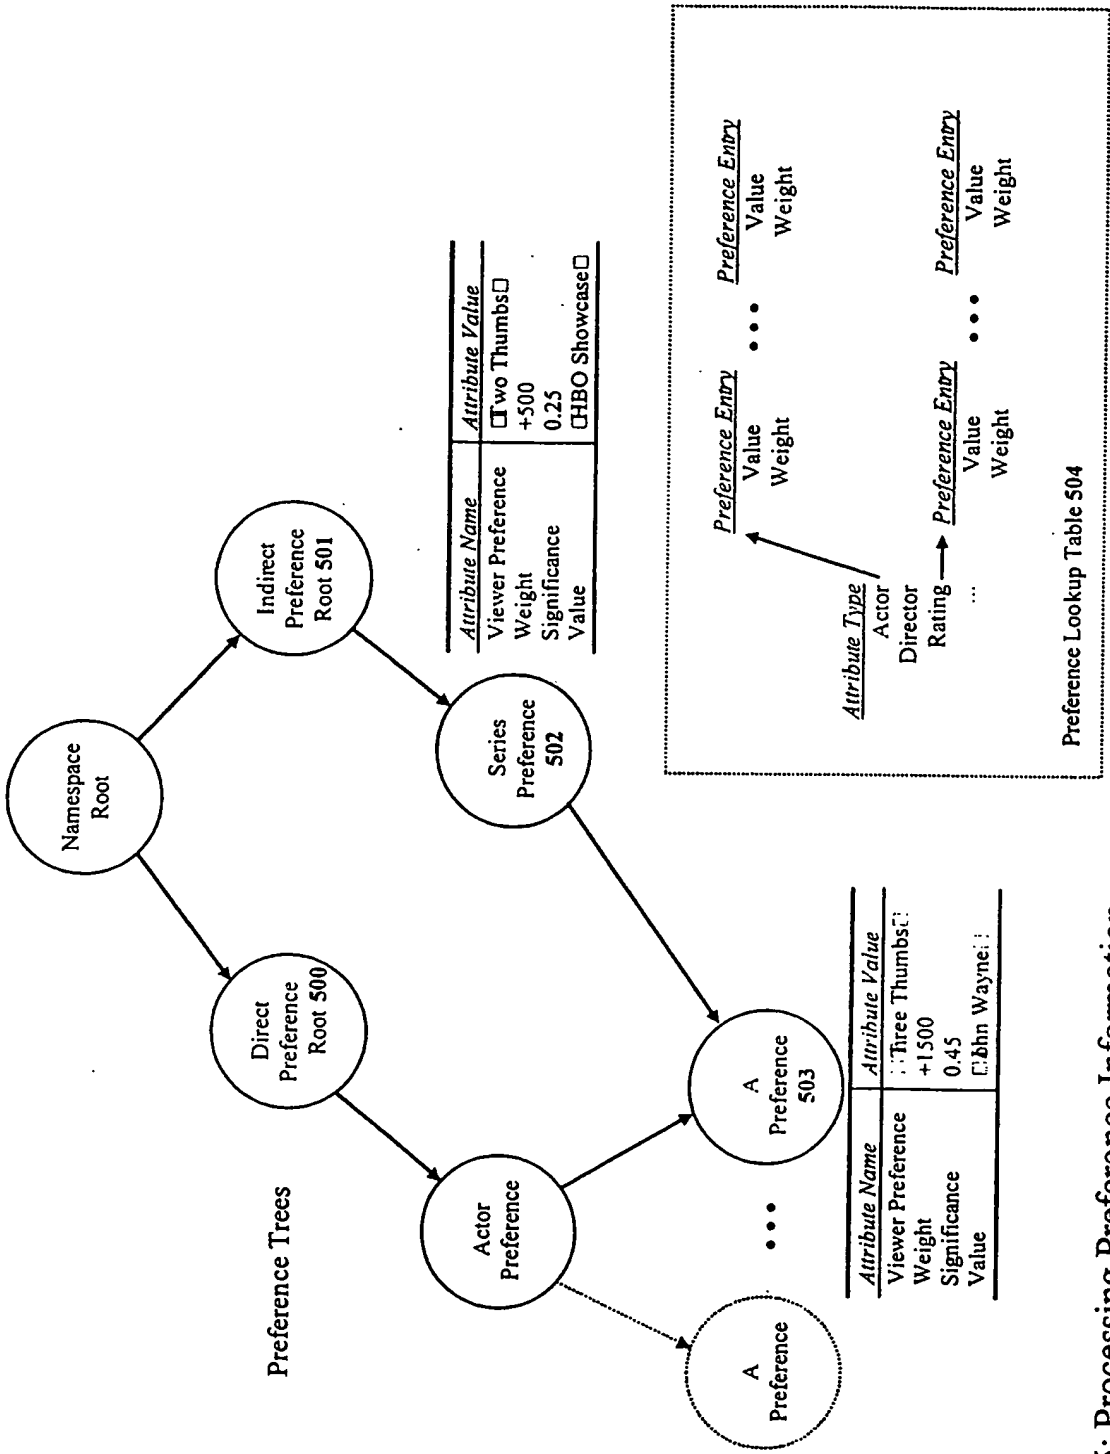 Preference Trees
Namespace
Root
Direct
Preference
Root 500
Indirect
Preference
Root 501
Actor
Preference
Series
Preference
502
Attribute Name Attribute Value
Viewer Preference □Two Thumbs□
Weight +500
Significance 0.25
Value □HBO Showcase□
A
Preference
•••
A
Preference
503
Attribute Name Attribute Value
Viewer Preference □Three Thumbs□
Weight +1500
Significance 0.45
Value □John Wayne□
Attribute Type
Actor
Director
Rating
...
Preference Entry ••• Preference Entry
Value Value
Weight Weight
Preference Entry ••• Preference Entry
Value Value
Weight Weight
Preference Lookup Table 504
: Processing Preference Information